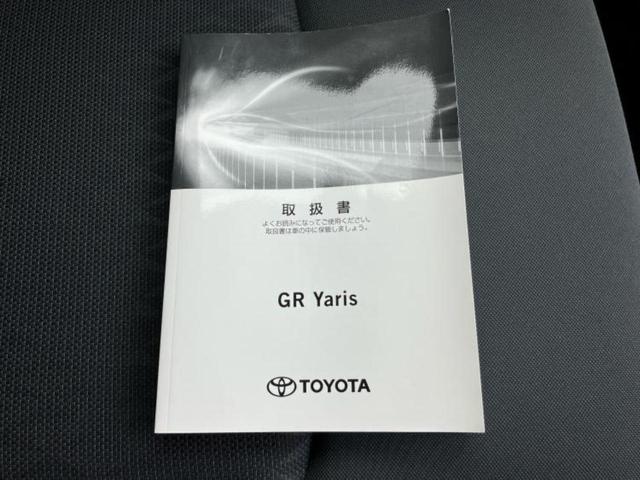 取扱書
よくお読みになってご使用ください。
取扱書は車の中に保管しましょう。
GR Yaris
TOYOTA